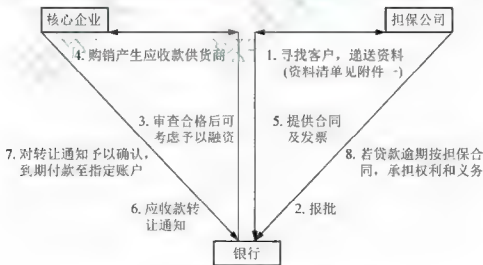 核心企业
担保公司
4. 购销产生应收款供货商
1. 寻找客户，递送资料
(资料清单见附件一)
3. 审查合格后可
考虑予以融资
5. 提供合同
及发票
7. 对转让通知予以确认，
到期付款至指定账户
8. 若贷款逾期按担保合
同，承担权利和义务
6. 应收款转
让通知
2. 报批
银行